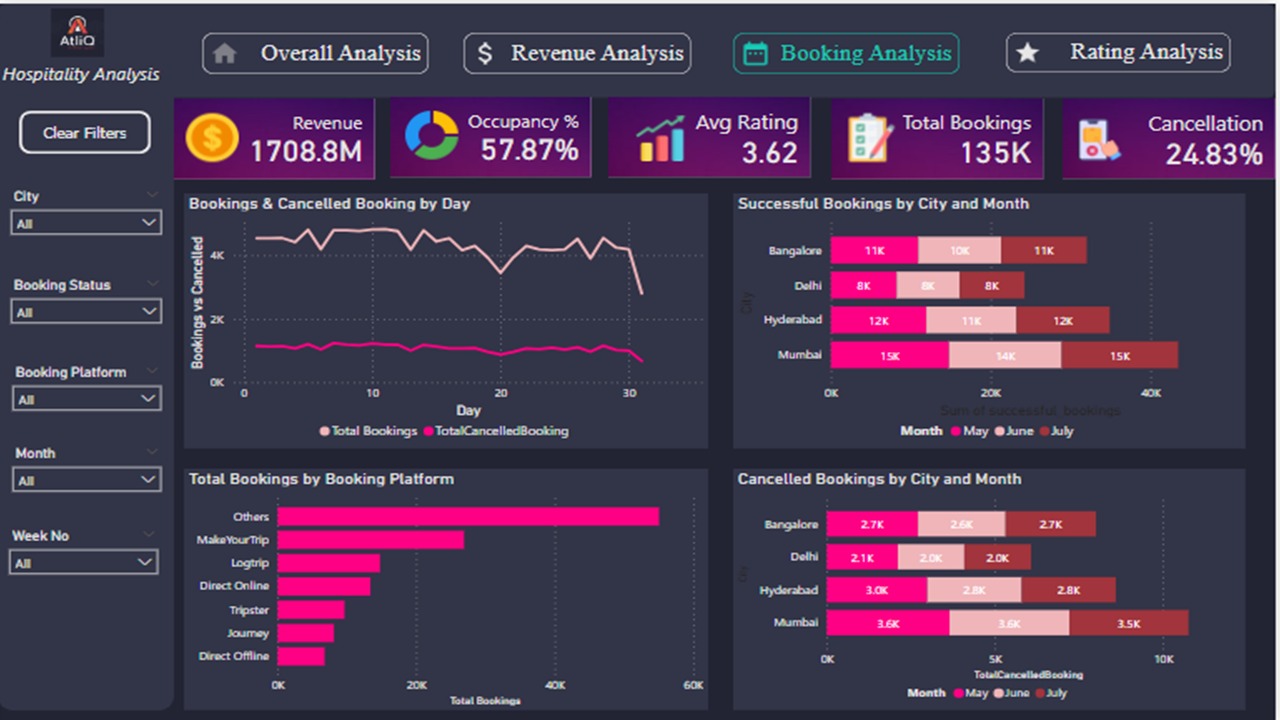 AtliQ
Hospitality Analysis
Overall Analysis
$ Revenue Analysis
Booking Analysis
Rating Analysis
Clear Filters
Revenue
1708.8M
Occupancy %
57.87%
Avg Rating
3.62
Total Bookings
135K
Cancellation
24.83%
City
All
Booking Status
All
Booking Platform
All
Month
All
Week No
All
Bookings & Cancelled Booking by Day
Bookings vs Cancelled
4K
2K
0K
0 10 20 30
Day
Total Bookings TotalCancelledBooking
Successful Bookings by City and Month
City
Bangalore 11K 10K 11K
Delhi 8K 8K 8K
Hyderabad 12K 11K 12K
Mumbai 15K 14K 15K
0K 20K 40K
Sum of successful_bookings
Month May June July
Total Bookings by Booking Platform
Others
MakeYourTrip
Logtrip
Direct Online
Tripster
Journey
Direct Offline
0K 20K 40K 60K
Total Bookings
Cancelled Bookings by City and Month
City
Bangalore 2.7K 2.6K 2.7K
Delhi 2.1K 2.0K 2.0K
Hyderabad 3.0K 2.8K 2.8K
Mumbai 3.6K 3.6K 3.5K
0K 5K 10K
TotalCancelledBooking
Month May June July